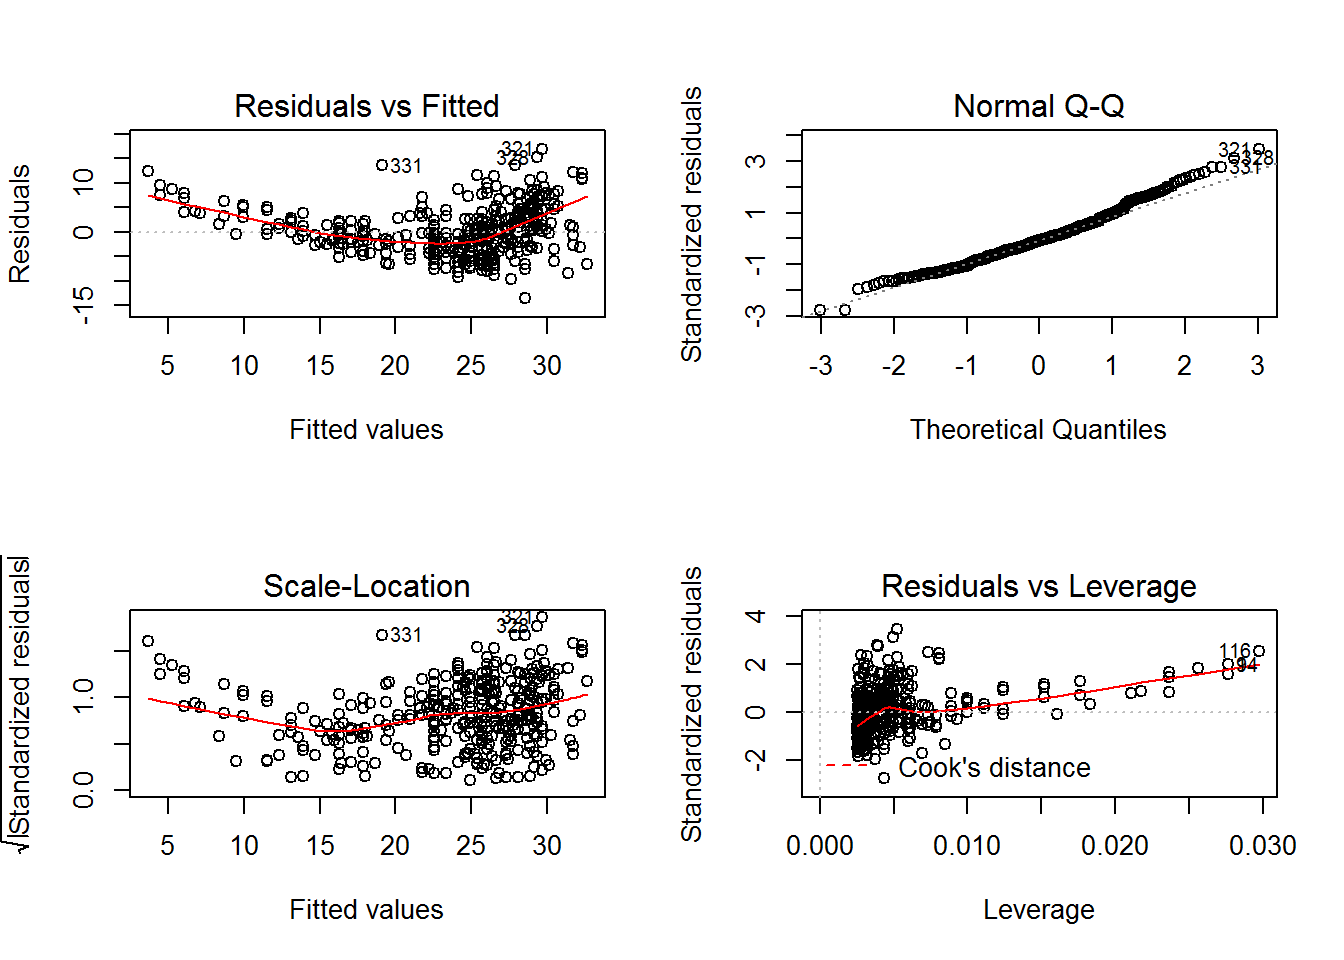 Residuals vs Fitted
Residuals
10
0
-15
331
321
328
5 10 15 20 25 30
Fitted values
Normal Q-Q
Standardized residuals
3
1
-1
-3
321
328
331
-3 -2 -1 0 1 2 3
Theoretical Quantiles
Scale-Location
√|Standardized residuals|
1.0
0.0
331
321
328
5 10 15 20 25 30
Fitted values
Residuals vs Leverage
Standardized residuals
4
2
0
-2
116
94
Cook's distance
0.000 0.010 0.020 0.030
Leverage